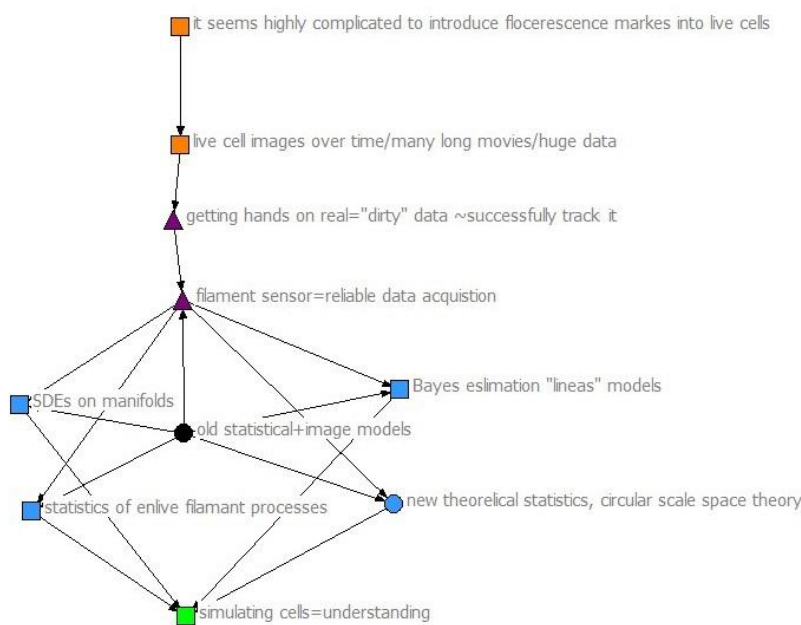 it seems highly complicated to introduce flocerescence markes into live cells
live cell images over time/many long movies/huge data
getting hands on real="dirty" data ~successfully track it
filament sensor=reliable data acquistion
Bayes eslimation "lineas" models
SDEs on manifolds
old statistical+image models
new theorelical statistics, circular scale space theory
statistics of enlive filamant processes
simulating cells=understanding